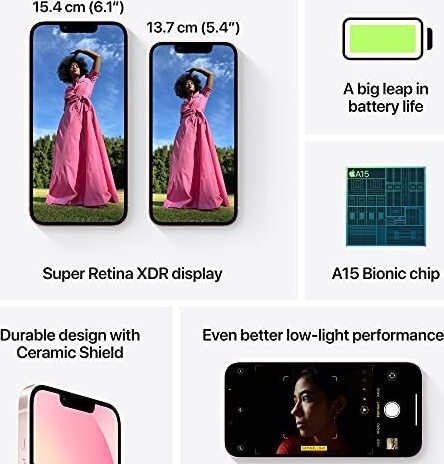 15.4 cm (6.1″)
13.7 cm (5.4″)
Super Retina XDR display
A big leap in
battery life
A15
A15 Bionic chip
Durable design with
Ceramic Shield
Even better low-light performance